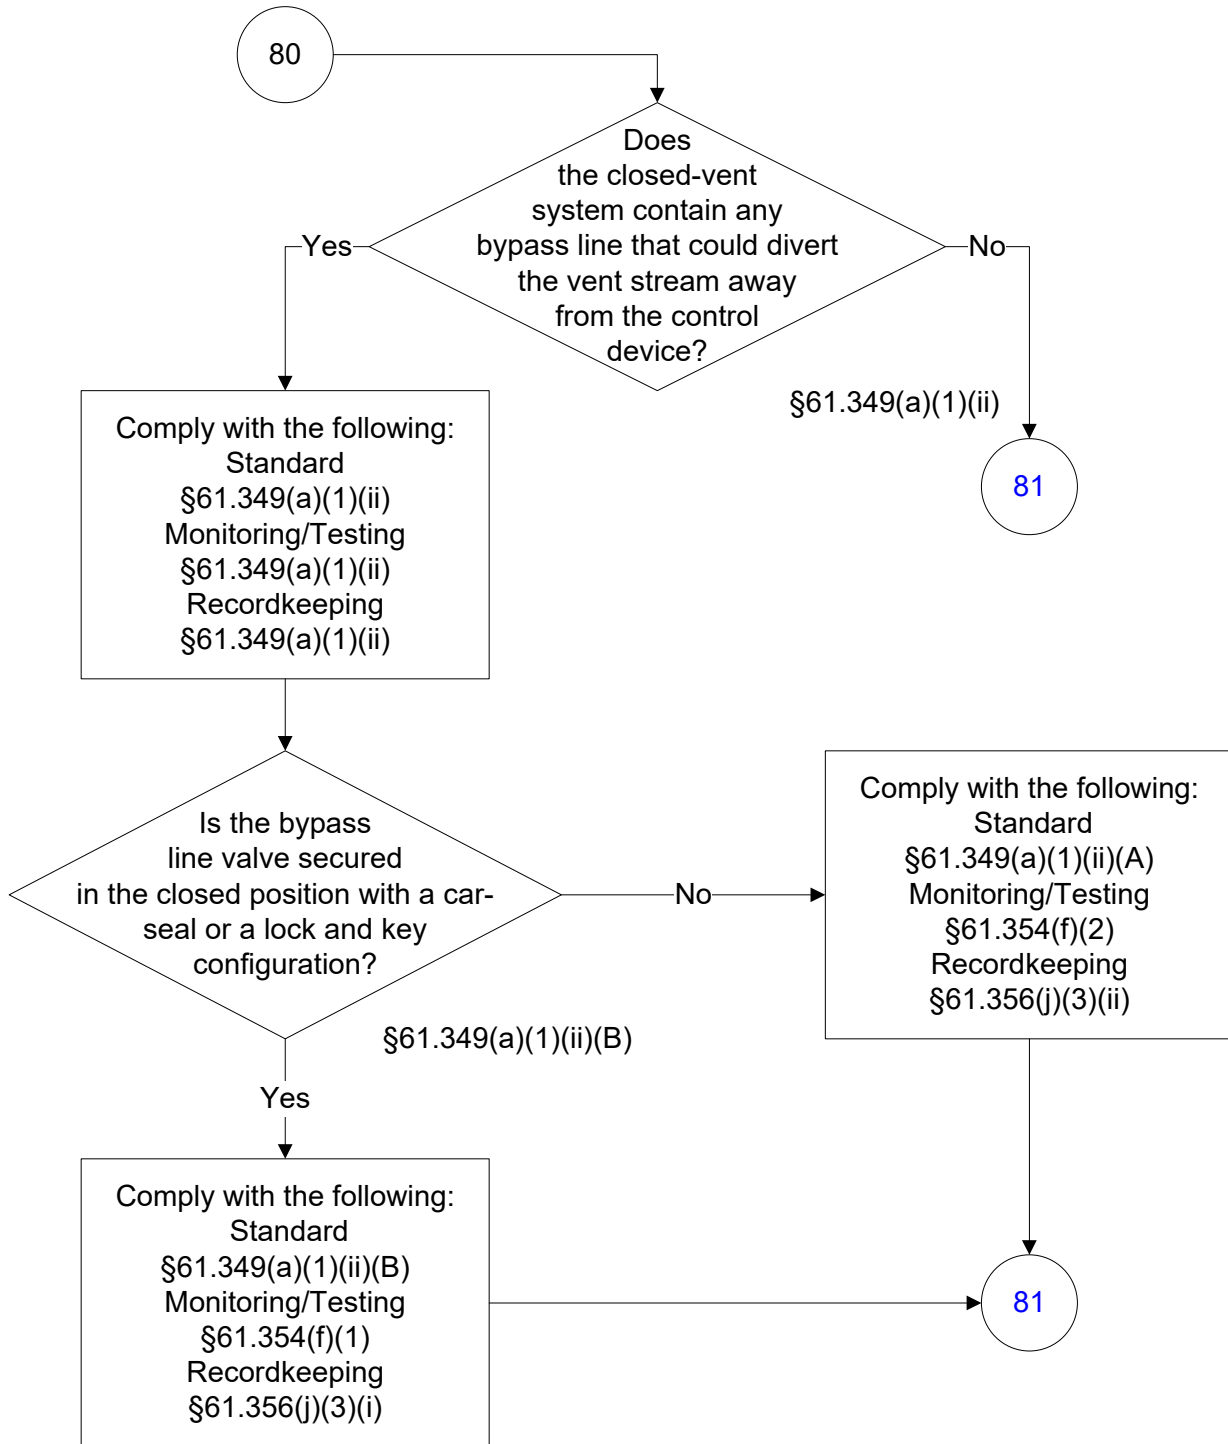 80
Does
the closed-vent
system contain any
bypass line that could divert
the vent stream away
from the control
device?
Yes
No
§61.349(a)(1)(ii)
81
Comply with the following:
Standard
§61.349(a)(1)(ii)
Monitoring/Testing
§61.349(a)(1)(ii)
Recordkeeping
§61.349(a)(1)(ii)
Is the bypass
line valve secured
in the closed position with a car-
seal or a lock and key
configuration?
No
§61.349(a)(1)(ii)(B)
Yes
Comply with the following:
Standard
§61.349(a)(1)(ii)(A)
Monitoring/Testing
§61.354(f)(2)
Recordkeeping
§61.356(j)(3)(ii)
Comply with the following:
Standard
§61.349(a)(1)(ii)(B)
Monitoring/Testing
§61.354(f)(1)
Recordkeeping
§61.356(j)(3)(i)
81